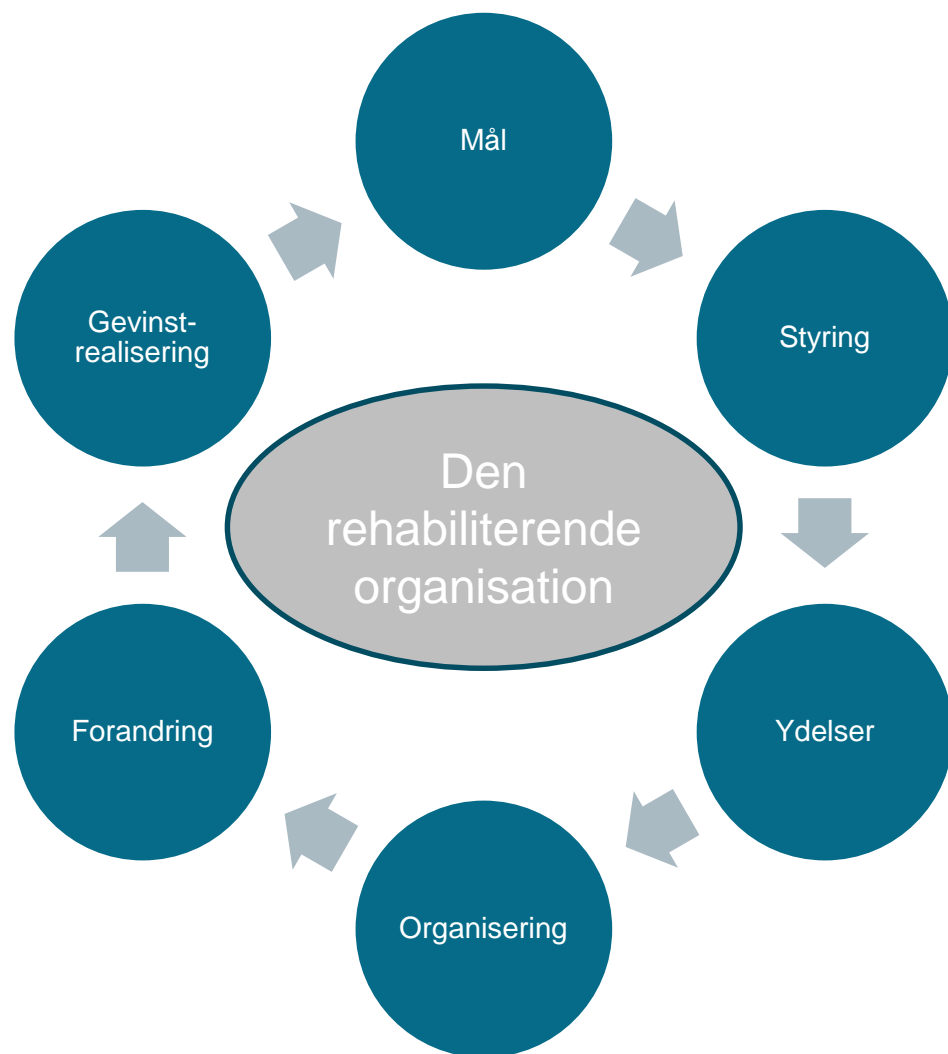 Mål
Styring
Ydelser
Organisering
Forandring
Gevinst-
realisering
Den
rehabiliterende
organisation